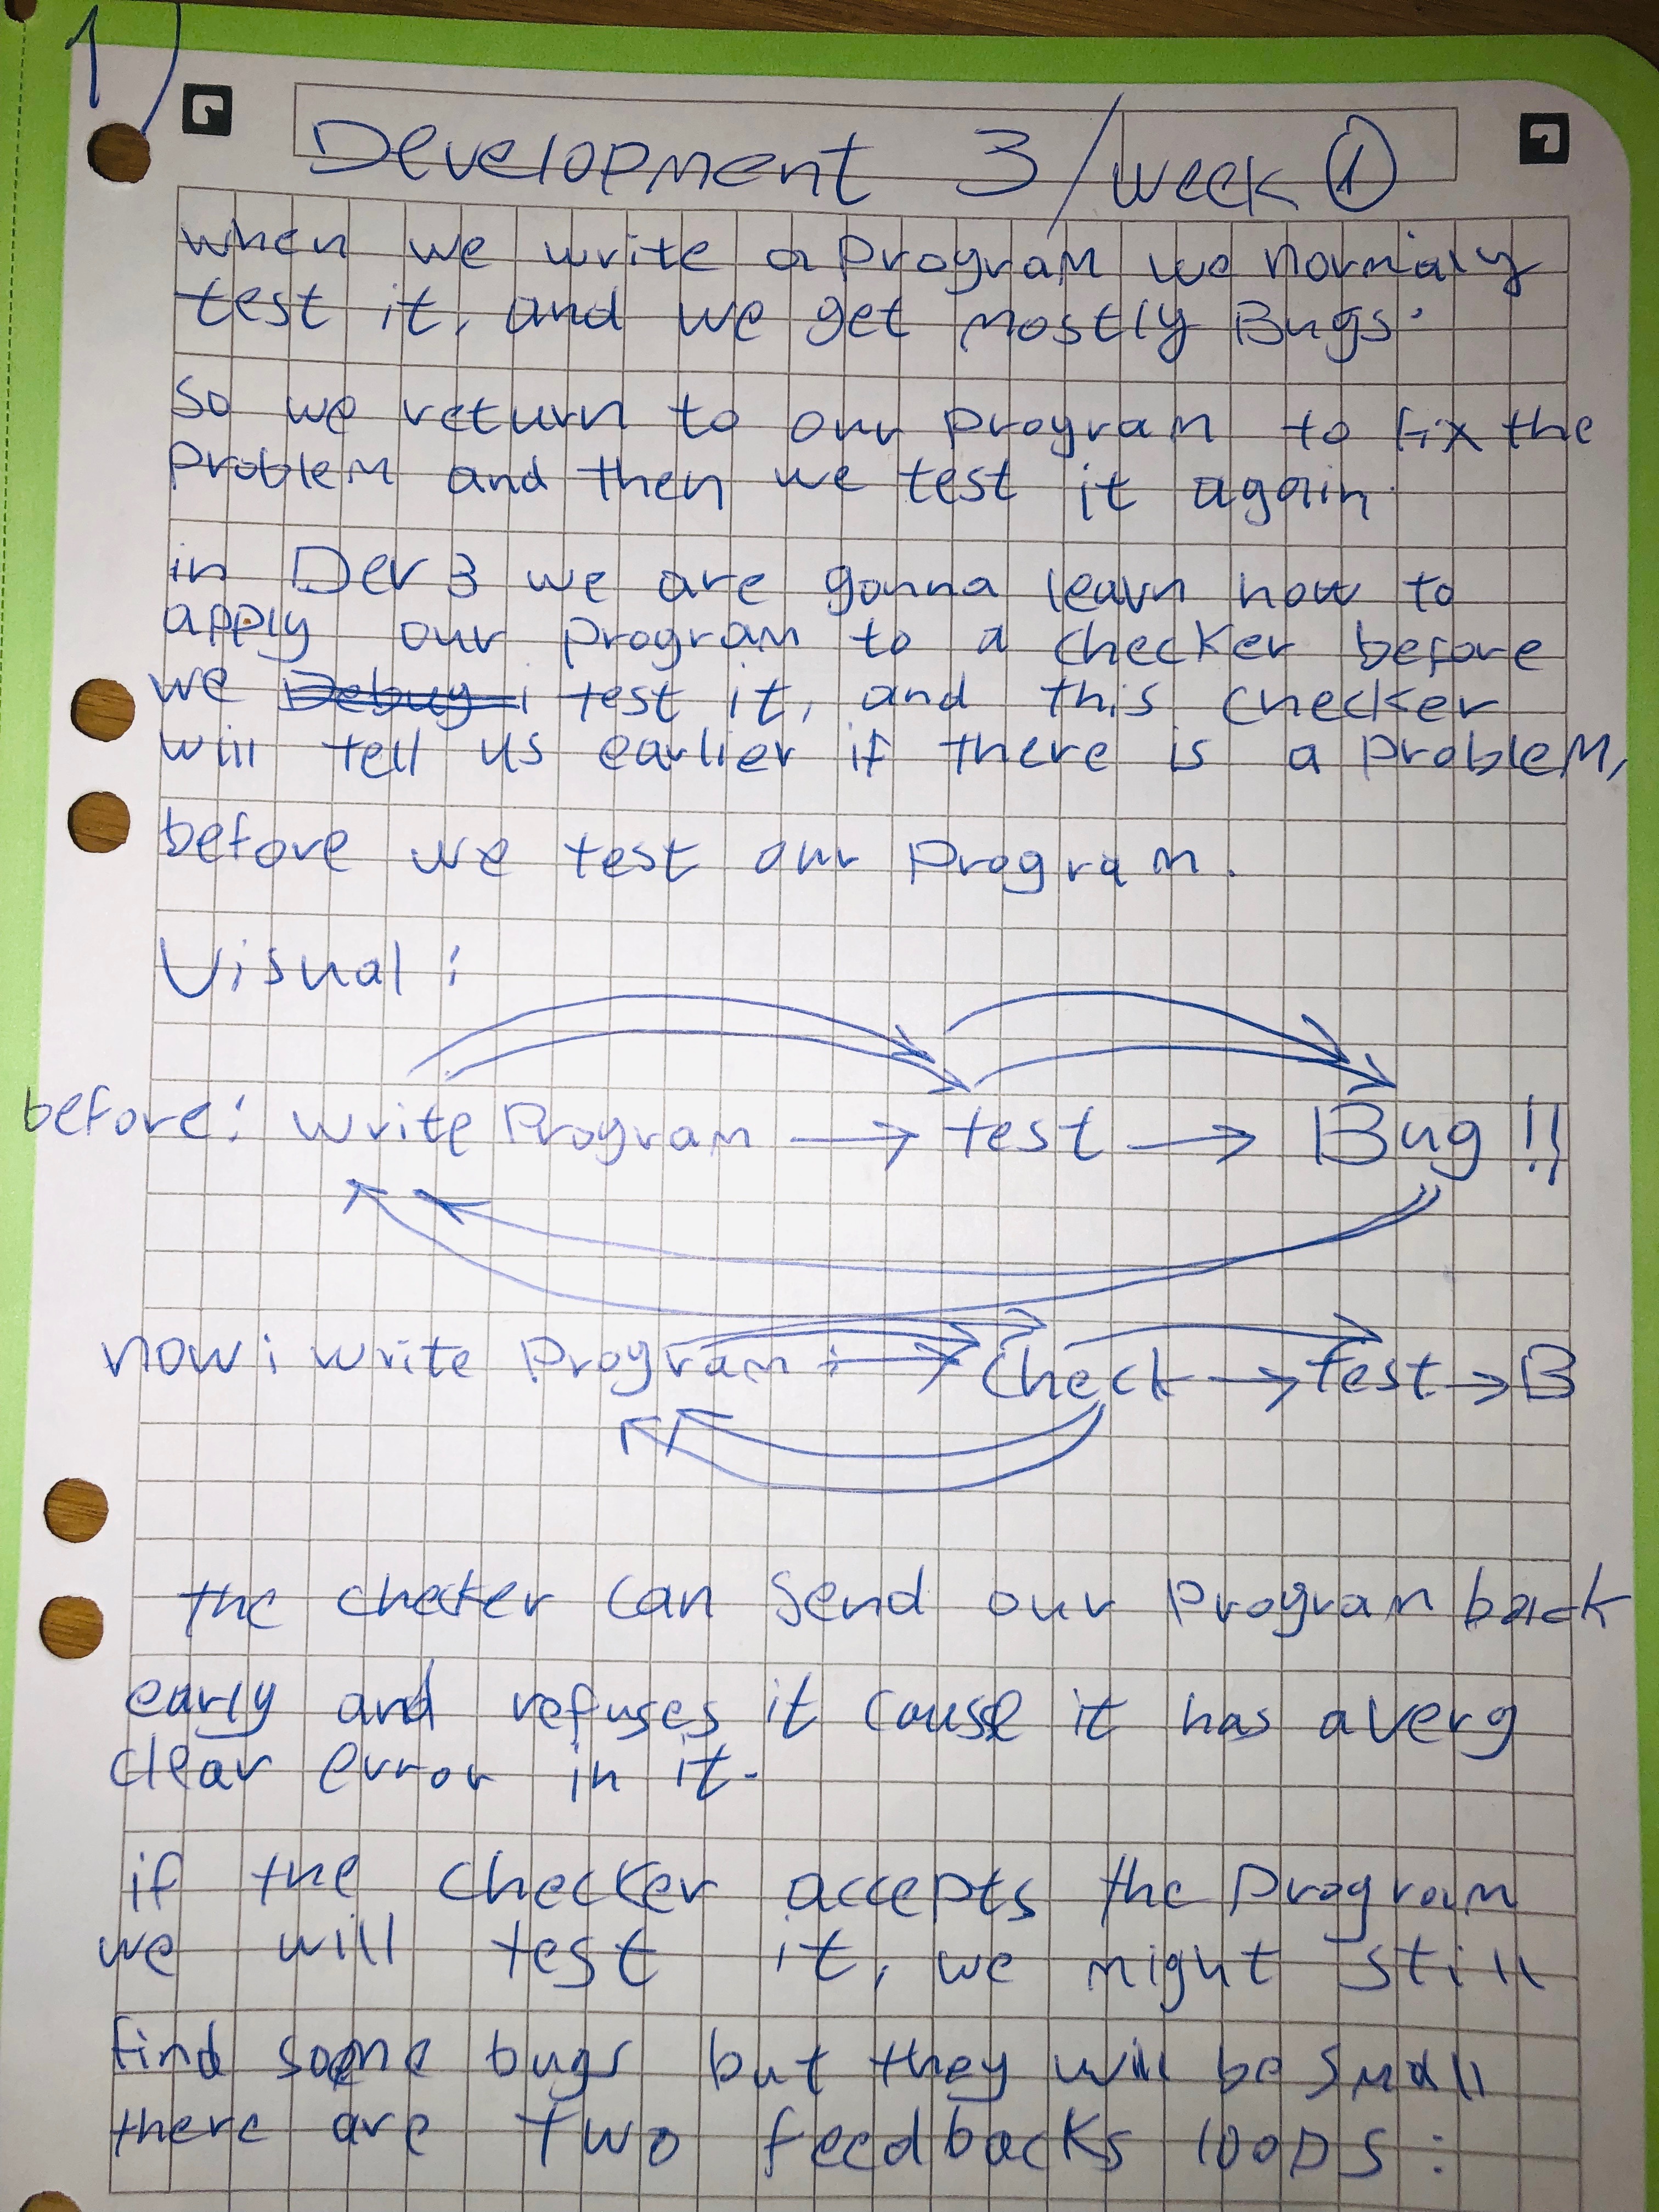 1)
Development 3 / week 1
when we write a program we normaly
test it, and we get mostly Bugs.
So we return to our program to fix the
problem and then we test it again.
in Dev 3 we are gonna learn how to
apply our program to a checker before
we Debug test it, and this checker
will tell us earlier if there is a problem,
before we test our program.
Visual:
before: write Program → test → Bug !!
now: write Program → Check → test → B
the checker can send our program back
early and refuses it cause it has a very
clear error in it.
if the checker accepts the program
we will test it, we might still
find some bugs but they will be small
there are two feedbacks loops: